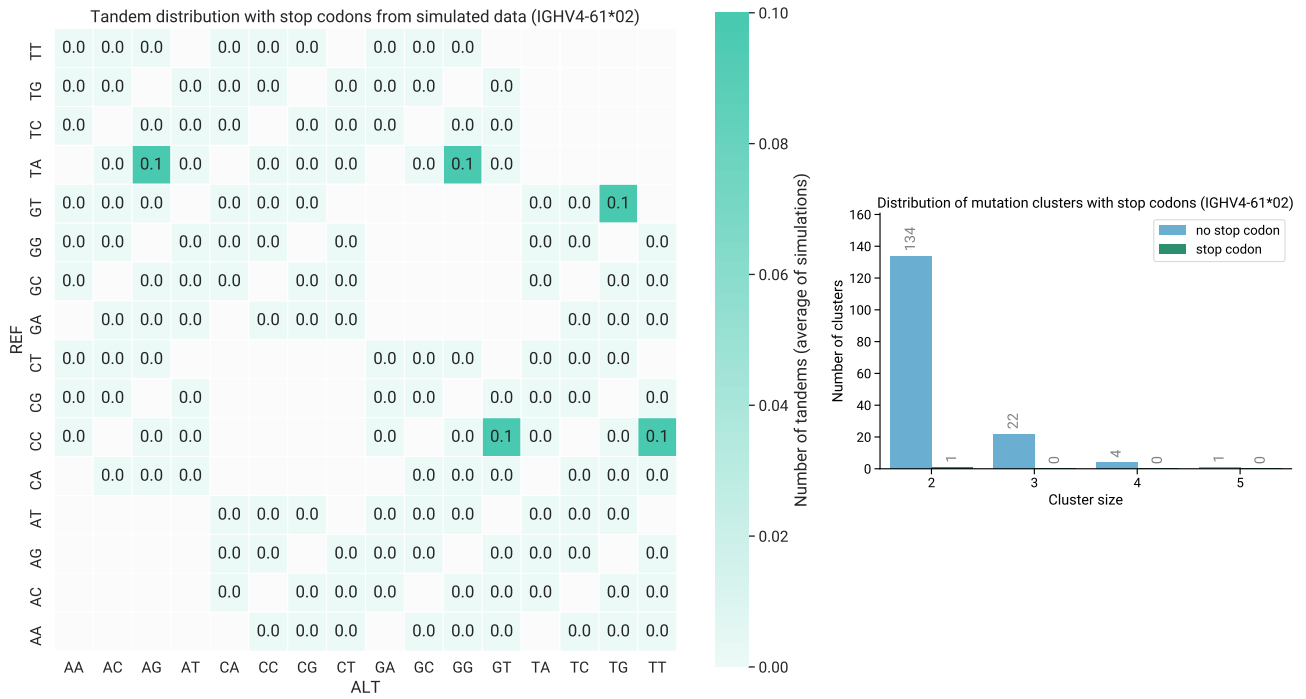 Tandem distribution with stop codons from simulated data (IGHV4-61*02)
TT 0.0 0.0 0.0 0.0 0.0 0.0 0.0 0.0 0.0
TG 0.0 0.0 0.0 0.0 0.0 0.0 0.0 0.0 0.0
TC 0.0 0.0 0.0 0.0 0.0 0.0 0.0 0.0 0.0
TA 0.0 0.1 0.0 0.0 0.0 0.0 0.0 0.1 0.0
GT 0.0 0.0 0.0 0.0 0.0 0.0 0.0 0.0 0.1
GG 0.0 0.0 0.0 0.0 0.0 0.0 0.0 0.0 0.0
GC 0.0 0.0 0.0 0.0 0.0 0.0 0.0 0.0 0.0
GA 0.0 0.0 0.0 0.0 0.0 0.0 0.0 0.0 0.0
CT 0.0 0.0 0.0 0.0 0.0 0.0 0.0 0.0 0.0
CG 0.0 0.0 0.0 0.0 0.0 0.0 0.0 0.0 0.0
CC 0.0 0.0 0.0 0.0 0.0 0.1 0.0 0.0 0.1
CA 0.0 0.0 0.0 0.0 0.0 0.0 0.0 0.0 0.0
AT 0.0 0.0 0.0 0.0 0.0 0.0 0.0 0.0 0.0
AG 0.0 0.0 0.0 0.0 0.0 0.0 0.0 0.0 0.0
AC 0.0 0.0 0.0 0.0 0.0 0.0 0.0 0.0 0.0
AA 0.0 0.0 0.0 0.0 0.0 0.0 0.0 0.0 0.0
AA AC AG AT CA CC CG CT GA GC GG GT TA TC TG TT
ALT
REF
0.10
0.08
0.06
0.04
0.02
0.00
Number of tandems (average of simulations)
Distribution of mutation clusters with stop codons (IGHV4-61*02)
no stop codon
stop codon
160
140
120
100
80
60
40
20
0
Number of clusters
134 1 22 0 4 0 1 0
2 3 4 5
Cluster size